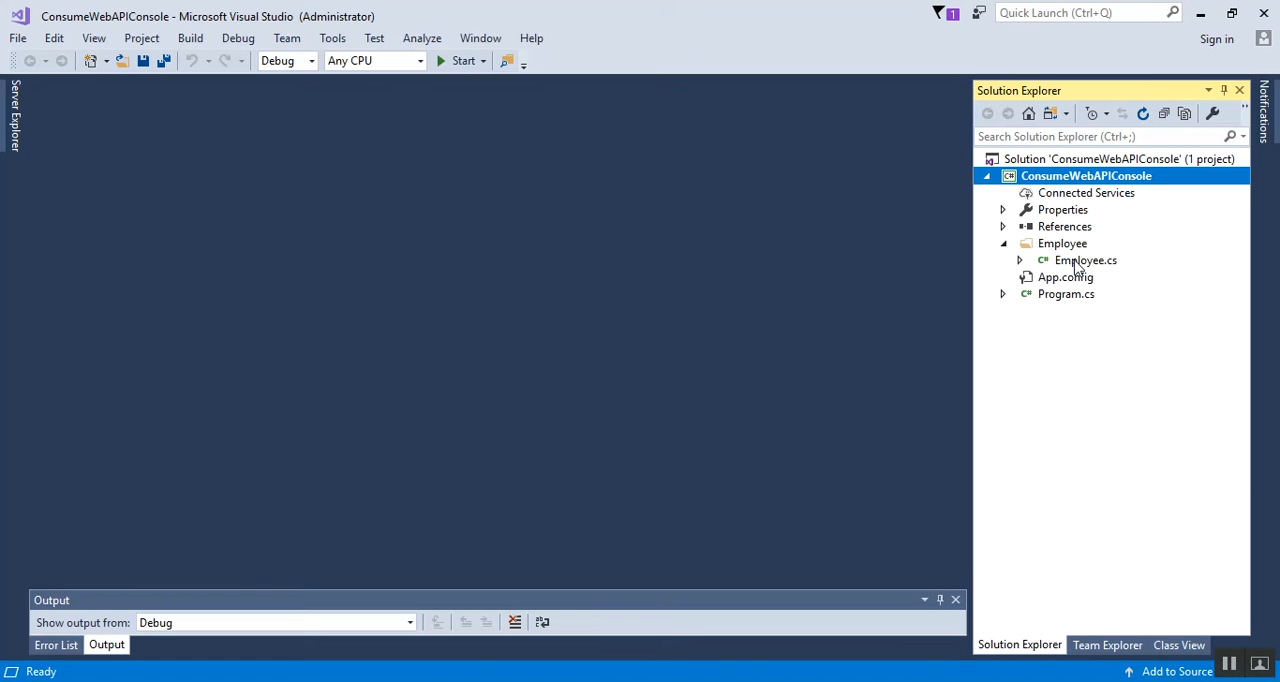 ConsumeWebAPIConsole - Microsoft Visual Studio (Administrator)
1
Quick Launch (Ctrl+Q)
File Edit View Project Build Debug Team Tools Test Analyze Window Help
Sign in
Debug Any CPU Start
Server Explorer
Solution Explorer
Notifications
Search Solution Explorer (Ctrl+;)
Solution 'ConsumeWebAPIConsole' (1 project)
ConsumeWebAPIConsole
Connected Services
Properties
References
Employee
Employee.cs
App.config
Program.cs
Output
Show output from: Debug
Error List Output
Solution Explorer Team Explorer Class View
Ready
Add to Source